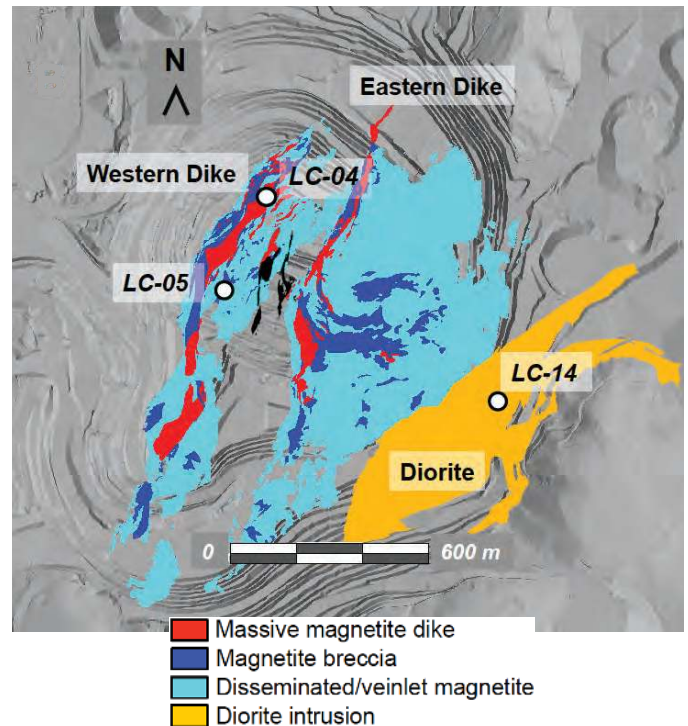 N
Eastern Dike
Western Dike
LC-04
LC-05
LC-14
Diorite
0 600 m
Massive magnetite dike
Magnetite breccia
Disseminated/veinlet magnetite
Diorite intrusion